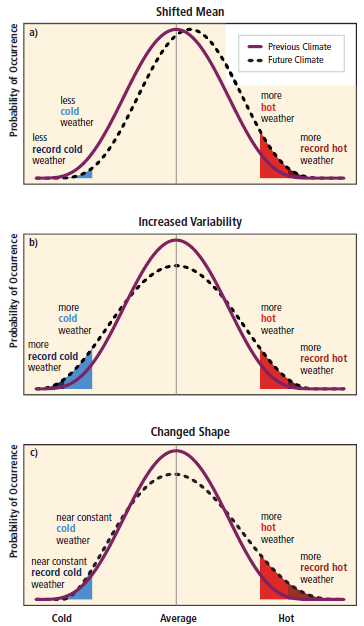 Shifted Mean
a)
Probability of Occurrence
Previous Climate
Future Climate
less
cold
weather
less
record cold
weather
more
hot
weather
more
record hot
weather
Increased Variability
b)
Probability of Occurrence
more
cold
weather
more
record cold
weather
more
hot
weather
more
record hot
weather
Changed Shape
c)
Probability of Occurrence
near constant
cold
weather
near constant
record cold
weather
more
hot
weather
more
record hot
weather
Cold Average Hot